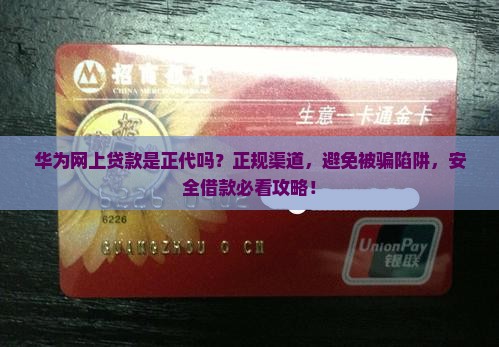 招商银行
CHINA MERCHANTS BANK
生意一卡通金卡
华为网上贷款是正代吗？正规渠道，避免被骗陷阱，安
全借款必看攻略！
6226
GUANGZHOU O CM
UnionPay
银联